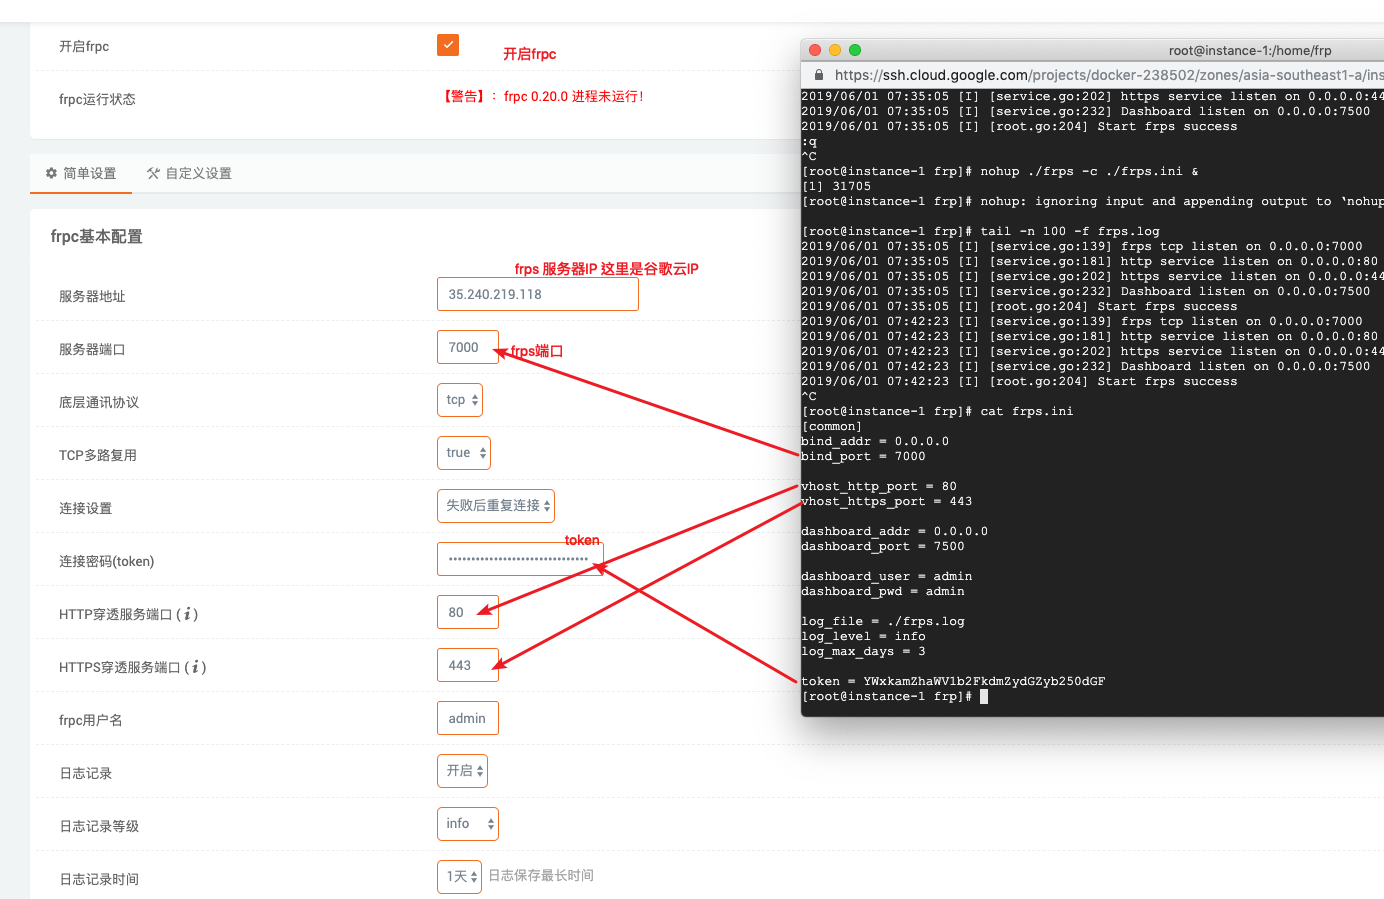 开启frpc
开启frpc
frpc运行状态
【警告】：frpc 0.20.0 进程未运行！
简单设置
自定义设置
frpc基本配置
frps 服务器IP 这里是谷歌云IP
服务器地址
35.240.219.118
服务器端口
7000
frps端口
底层通讯协议
tcp
TCP多路复用
true
连接设置
失败后重复连接
token
连接密码(token)
•••••••••••••••••••••••••••••••
HTTP穿透服务端口 ( i )
80
HTTPS穿透服务端口 ( i )
443
frpc用户名
admin
日志记录
开启
日志记录等级
info
日志记录时间
1天
日志保存最长时间
root@instance-1:/home/frp
https://ssh.cloud.google.com/projects/docker-238502/zones/asia-southeast1-a/ins
2019/06/01 07:35:05 [I] [service.go:202] https service listen on 0.0.0.0:44
2019/06/01 07:35:05 [I] [service.go:232] Dashboard listen on 0.0.0.0:7500
2019/06/01 07:35:05 [I] [root.go:204] Start frps success
:q
^C
[root@instance-1 frp]# nohup ./frps -c ./frps.ini &
[1] 31705
[root@instance-1 frp]# nohup: ignoring input and appending output to ‘nohup
[root@instance-1 frp]# tail -n 100 -f frps.log
2019/06/01 07:35:05 [I] [service.go:139] frps tcp listen on 0.0.0.0:7000
2019/06/01 07:35:05 [I] [service.go:181] http service listen on 0.0.0.0:80
2019/06/01 07:35:05 [I] [service.go:202] https service listen on 0.0.0.0:44
2019/06/01 07:35:05 [I] [service.go:232] Dashboard listen on 0.0.0.0:7500
2019/06/01 07:35:05 [I] [root.go:204] Start frps success
2019/06/01 07:42:23 [I] [service.go:139] frps tcp listen on 0.0.0.0:7000
2019/06/01 07:42:23 [I] [service.go:181] http service listen on 0.0.0.0:80
2019/06/01 07:42:23 [I] [service.go:202] https service listen on 0.0.0.0:44
2019/06/01 07:42:23 [I] [service.go:232] Dashboard listen on 0.0.0.0:7500
2019/06/01 07:42:23 [I] [root.go:204] Start frps success
^C
[root@instance-1 frp]# cat frps.ini
[common]
bind_addr = 0.0.0.0
bind_port = 7000
vhost_http_port = 80
vhost_https_port = 443
dashboard_addr = 0.0.0.0
dashboard_port = 7500
dashboard_user = admin
dashboard_pwd = admin
log_file = ./frps.log
log_level = info
log_max_days = 3
token = YWxkamZhaWV1b2FkdmZydGZyb250dGF
[root@instance-1 frp]#